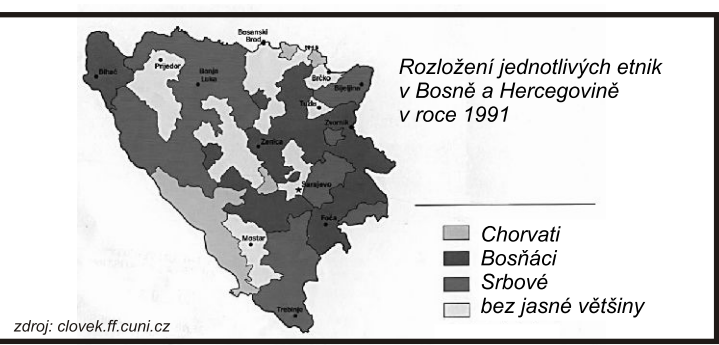 Rozložení jednotlivých etnik
v Bosně a Hercegovině
v roce 1991
Bosanski
Brod
Bihać
Prijedor
Banja
Luka
Brčko
Bijeljina
Tuzla
Zvornik
Zenica
Sarajevo
Foča
Mostar
Trebinje
Chorvati
Bosňáci
Srbové
bez jasné většiny
zdroj: clovek.ff.cuni.cz